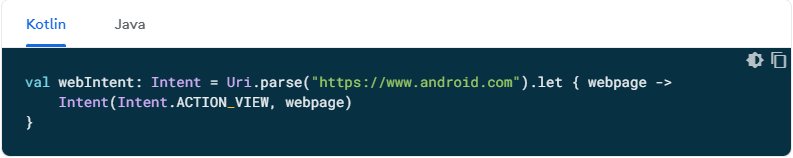 Kotlin Java
val webIntent: Intent = Uri.parse("https://www.android.com").let { webpage ->
    Intent(Intent.ACTION_VIEW, webpage)
}